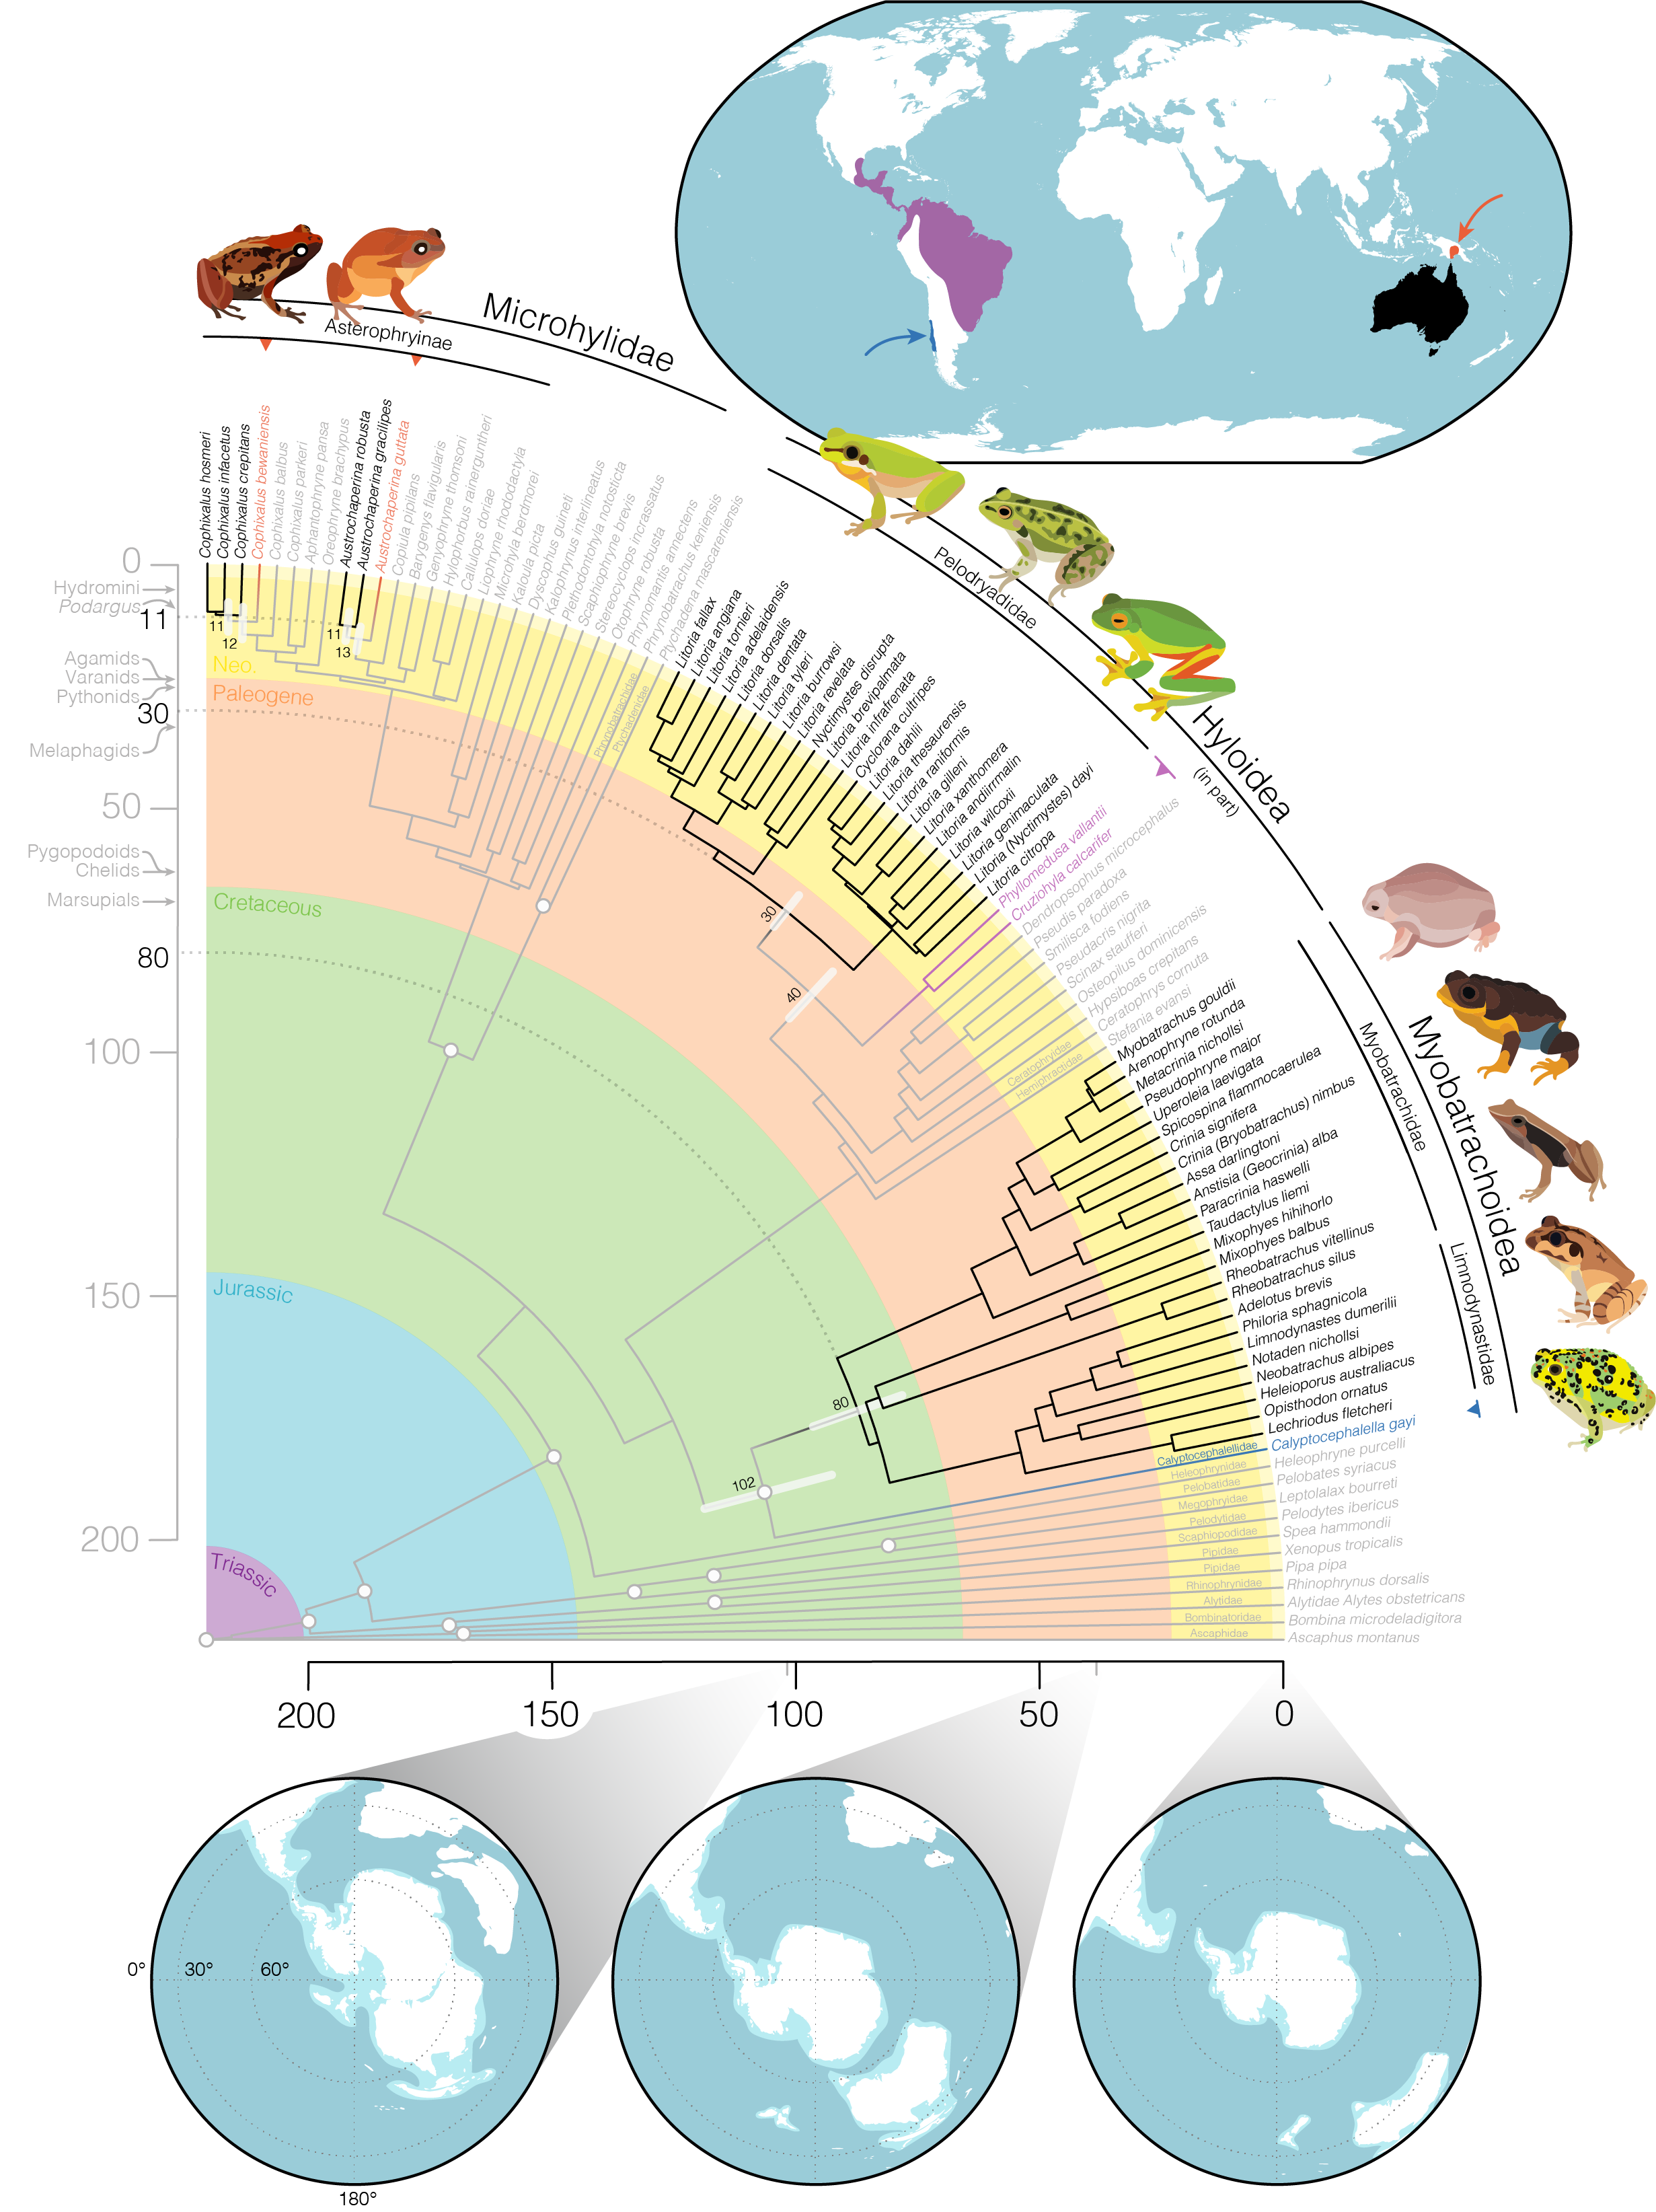 Microhylidae
Asterophryinae
Cophixalus hosmeri
Cophixalus infacetus
Cophixalus crepitans
Cophixalus bewaniensis
Cophixalus balbus
Cophixalus parkeri
Aphantophryne pansa
Oreophryne brachypus
Austrochaperina robusta
Austrochaperina gracilipes
Austrochaperina guttata
Copiula pipilans
Barygenys flavigularis
Genyophryne thomsoni
Hylophorbus rainerguntheri
Callulops doriae
Liophryne rhododactyla
Microhyla berdmorei
Kaloula picta
Dyscophus guineti
Kalophrynus interlineatus
Plethodontohyla notosticta
Scaphiophryne brevis
Stereocyclops incrassatus
Otophryne robusta
Phrynomantis annectens
Phrynobatrachus keniensis
Ptychadena mascareniensis
Phrynobatrachidae
Ptychadenidae
Hyloidea
(in part)
Pelodryadidae
Litoria fallax
Litoria angiana
Litoria tornieri
Litoria adelaidensis
Litoria dorsalis
Litoria dentata
Litoria tyleri
Litoria burrowsi
Litoria revelata
Nyctimystes disrupta
Litoria brevipalmata
Litoria infrafrenata
Cyclorana cultripes
Litoria dahlii
Litoria thesaurensis
Litoria raniformis
Litoria gilleni
Litoria xanthomera
Litoria andiirrmalin
Litoria wilcoxii
Litoria genimaculata
Litoria (Nyctimystes) dayi
Litoria citropa
Phyllomedusa vallantii
Cruziohyla calcarifer
Dendropsophus microcephalus
Pseudis paradoxa
Smilisca fodiens
Pseudacris nigrita
Scinax staufferi
Osteopilus dominicensis
Hypsiboas crepitans
Ceratophrys cornuta
Stefania evansi
Ceratophryidae
Hemiphractidae
Myobatrachoidea
Myobatrachidae
Limnodynastidae
Myobatrachus gouldii
Arenophryne rotunda
Metacrinia nichollsi
Pseudophryne major
Uperoleia laevigata
Spicospina flammocaerulea
Crinia signifera
Crinia (Bryobatrachus) nimbus
Assa darlingtoni
Anstisia (Geocrinia) alba
Paracrinia haswelli
Taudactylus liemi
Mixophyes hihihorlo
Mixophyes balbus
Rheobatrachus vitellinus
Rheobatrachus silus
Adelotus brevis
Philoria sphagnicola
Limnodynastes dumerilii
Notaden nichollsi
Neobatrachus albipes
Heleioporus australiacus
Opisthodon ornatus
Lechriodus fletcheri
Calyptocephalellidae
Calyptocephalella gayi
Heleophrynidae
Heleophryne purcelli
Pelobatidae
Pelobates syriacus
Megophryidae
Leptolalax bourreti
Pelodytidae
Pelodytes ibericus
Scaphiopodidae
Spea hammondii
Pipidae
Xenopus tropicalis
Pipidae
Pipa pipa
Rhinophrynidae
Rhinophrynus dorsalis
Alytidae
Alytidae Alytes obstetricans
Bombinatoridae
Bombina microdeladigitora
Ascaphidae
Ascaphus montanus
0
Hydromini
Podargus
11
Agamids
Varanids
Pythonids
30
Melaphagids
50
Pygopodoids
Chelids
Marsupials
80
100
150
200
11
12
11
13
30
40
80
102
Neo.
Paleogene
Cretaceous
Jurassic
Triassic
200
150
100
50
0
0°
30°
60°
180°